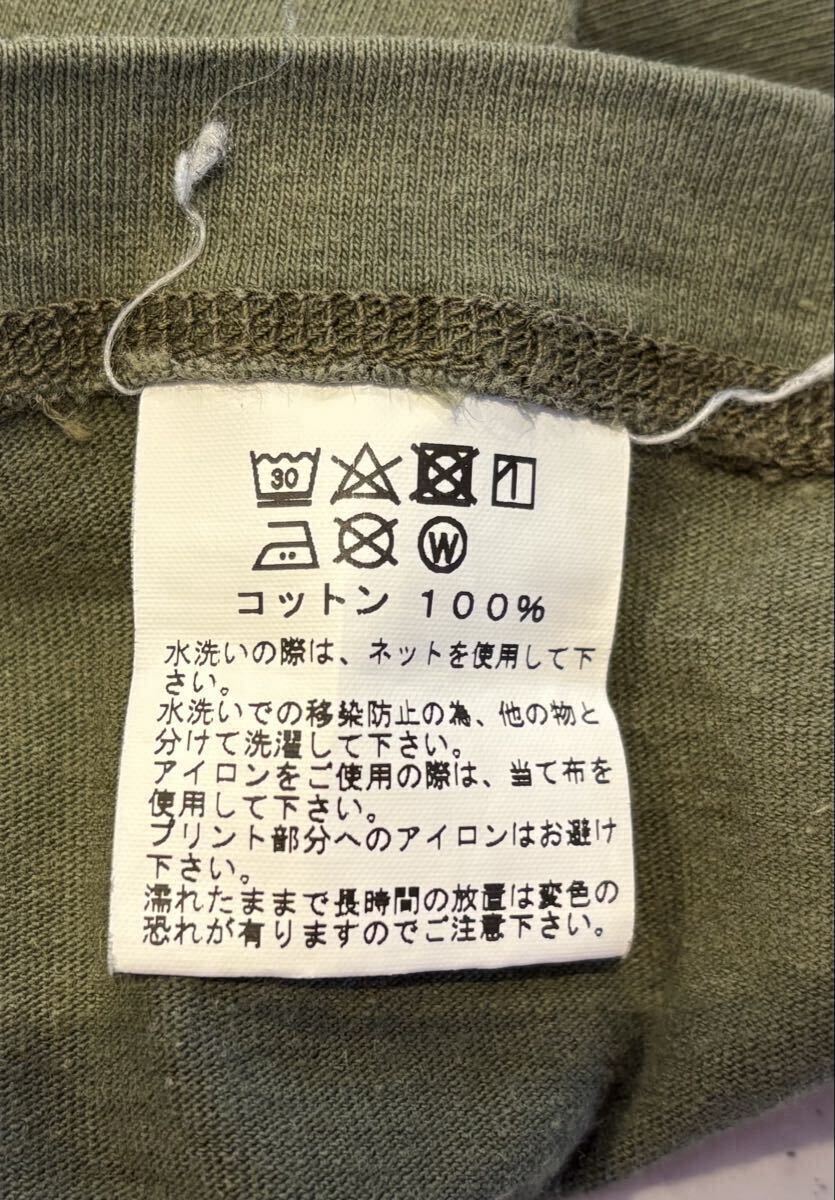 30
W
コットン 100%
水洗いの際は、ネットを使用して下
さい。
水洗いでの移染防止の為、他の物と
分けて洗濯して下さい。
アイロンをご使用の際は、当て布を
使用して下さい。
プリント部分へのアイロンはお避け
下さい。
濡れたままで長時間の放置は変色の
恐れが有りますのでご注意下さい。